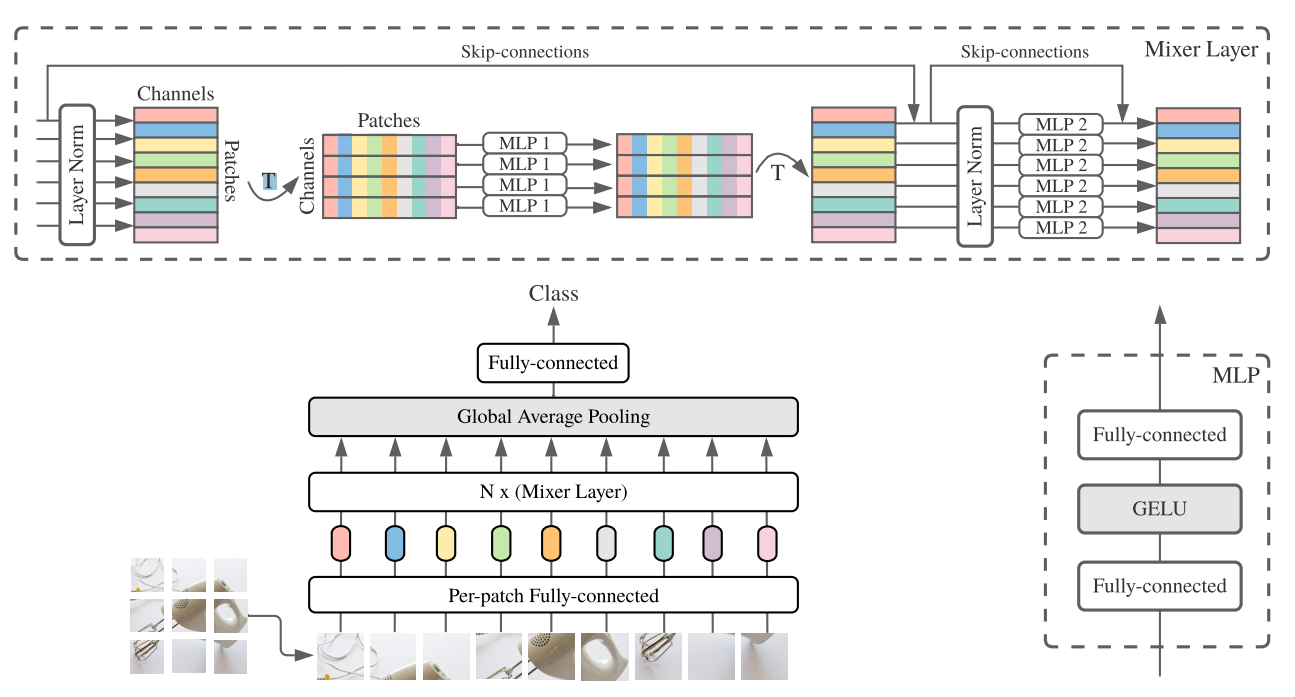 Skip-connections
Skip-connections
Mixer Layer
Channels
Patches
Layer Norm
T
Patches
Channels
MLP 1
MLP 1
MLP 1
MLP 1
T
Layer Norm
MLP 2
MLP 2
MLP 2
MLP 2
MLP 2
MLP 2
Class
Fully-connected
Global Average Pooling
N x (Mixer Layer)
Per-patch Fully-connected
MLP
Fully-connected
GELU
Fully-connected